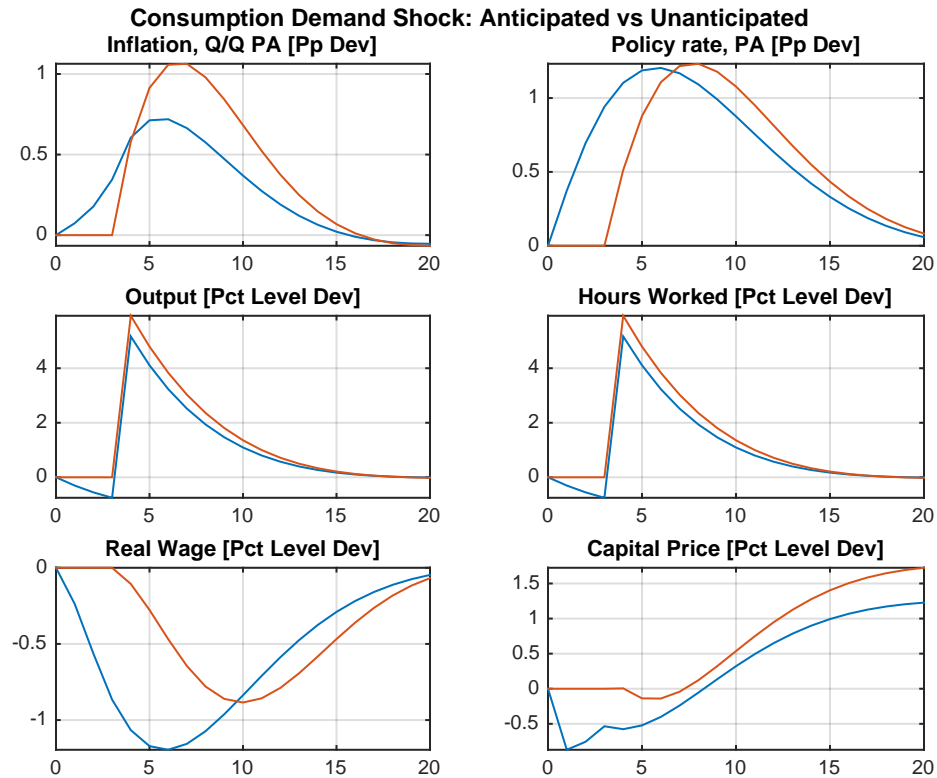 Consumption Demand Shock: Anticipated vs Unanticipated
Inflation, Q/Q PA [Pp Dev]
1
0.5
0
0 5 10 15 20
Policy rate, PA [Pp Dev]
1
0.5
0
0 5 10 15 20
Output [Pct Level Dev]
4
2
0
0 5 10 15 20
Hours Worked [Pct Level Dev]
4
2
0
0 5 10 15 20
Real Wage [Pct Level Dev]
0
-0.5
-1
0 5 10 15 20
Capital Price [Pct Level Dev]
1.5
1
0.5
0
-0.5
0 5 10 15 20